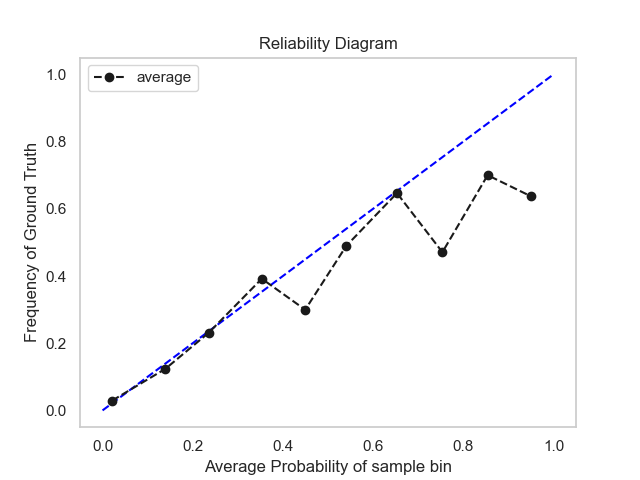 Reliability Diagram
average
Frequency of Ground Truth
1.0
0.8
0.6
0.4
0.2
0.0
0.0 0.2 0.4 0.6 0.8 1.0
Average Probability of sample bin